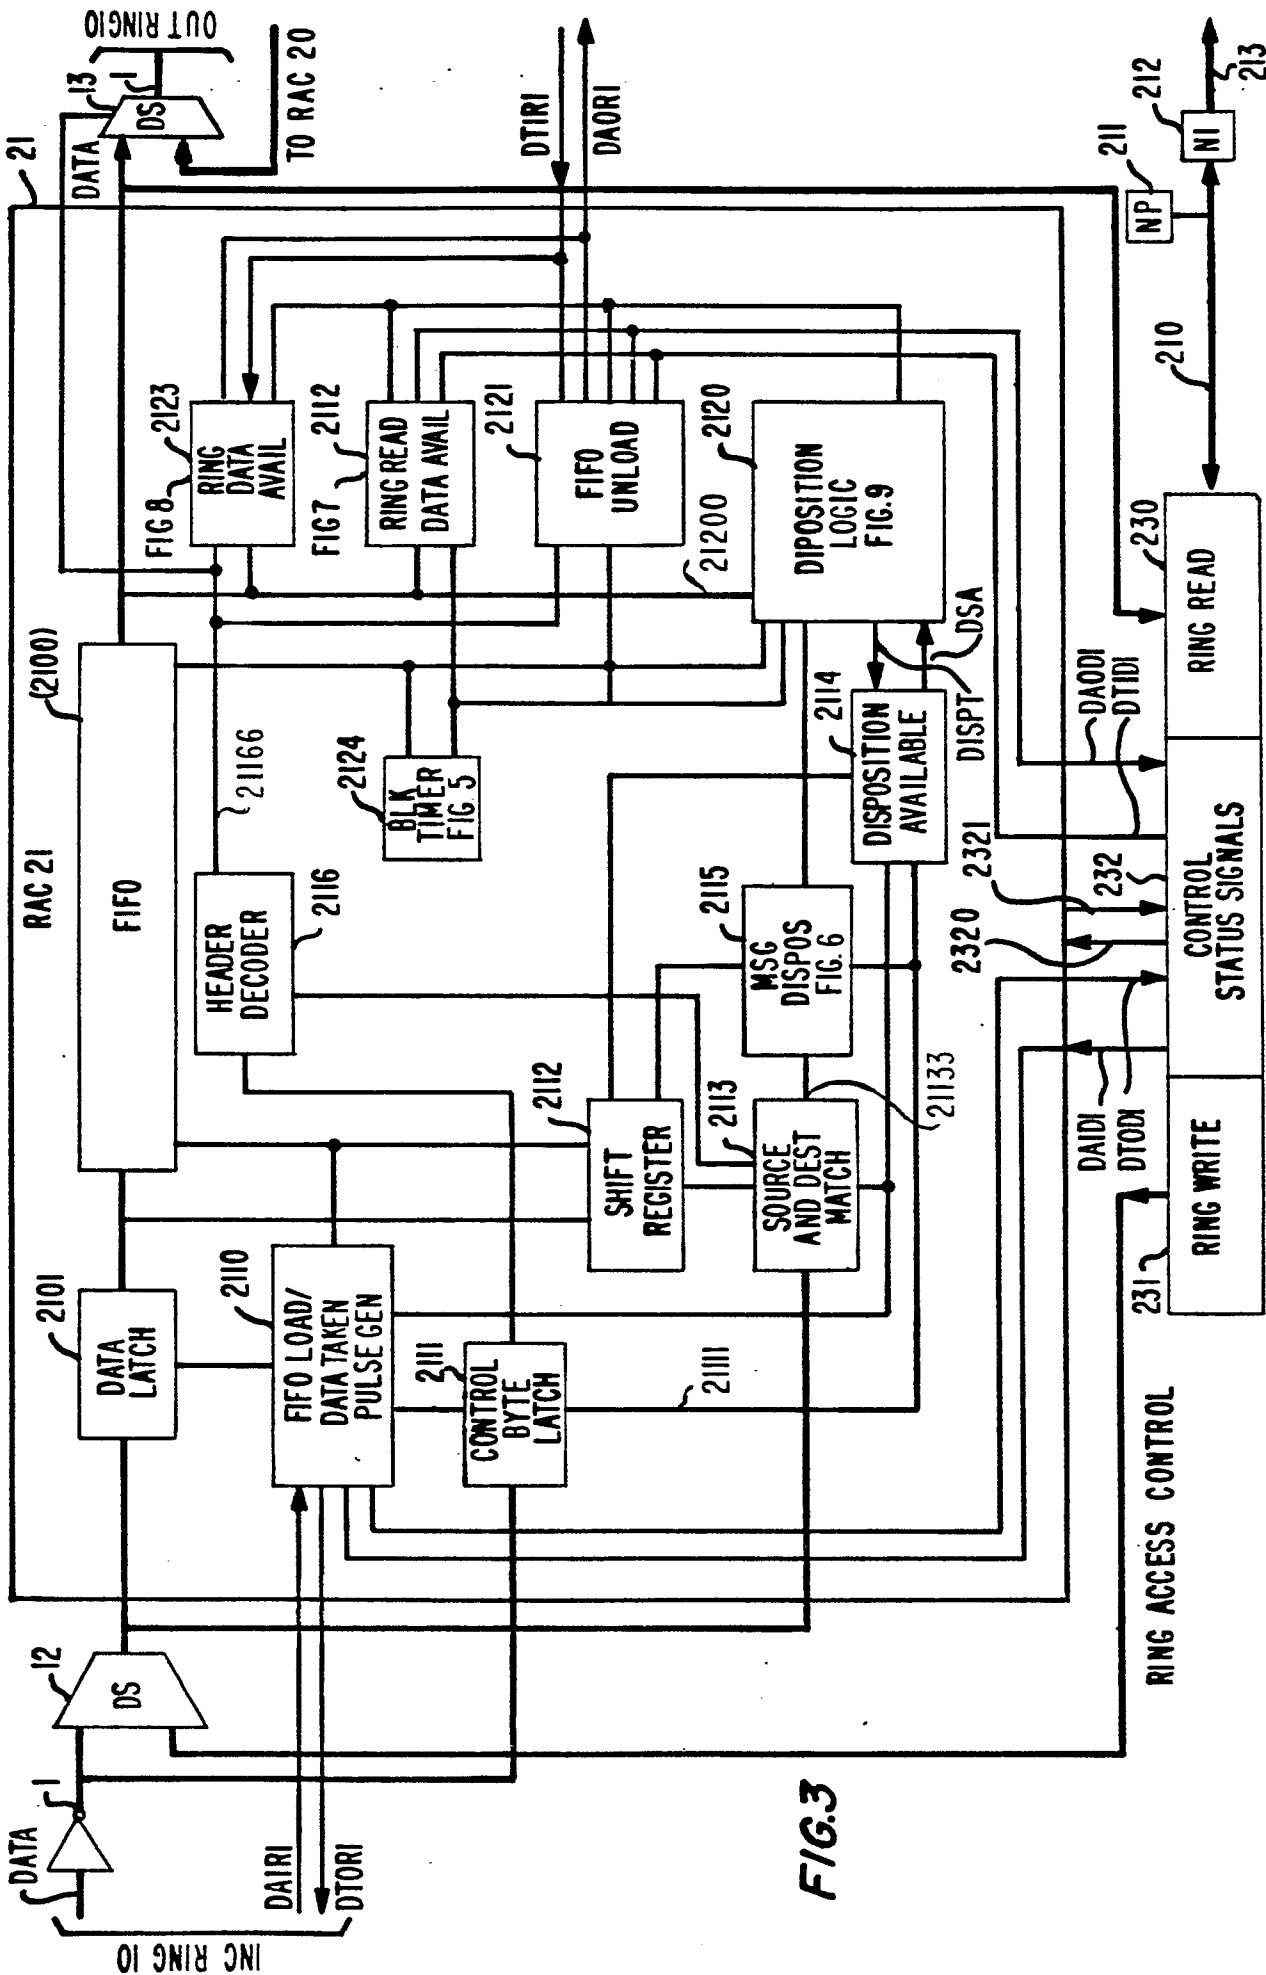 INC RING 10
DATA
1
12
DS
DAIRI
DTORI
RAC 21
21
2101
DATA
LATCH
(2100)
FIFO
DATA
13
DS
1
OUT RING10
TO RAC 20
2110
FIFO LOAD/
DATA TAKEN
PULSE GEN
2116
HEADER
DECODER
21166
FIG 8
2123
RING
DATA
AVAIL
DTIRI
DAORI
2111
CONTROL
BYTE
LATCH
21111
2124
BLK
TIMER
FIG. 5
FIG7
2112
RING READ
DATA AVAIL
2121
FIFO
UNLOAD
2112
SHIFT
REGISTER
2113
SOURCE
AND DEST
MATCH
21133
2115
MSG
DISPOS
FIG. 6
2114
DISPOSITION
AVAILABLE
DISPT
DSA
21200
2120
DIPOSITION
LOGIC
FIG.9
RING ACCESS CONTROL
231
RING WRITE
DAIDI
DTODI
2320
2321
232
CONTROL
STATUS SIGNALS
DAODI
DTIDI
230
RING READ
210
NP
211
NI
212
213
FIG.3